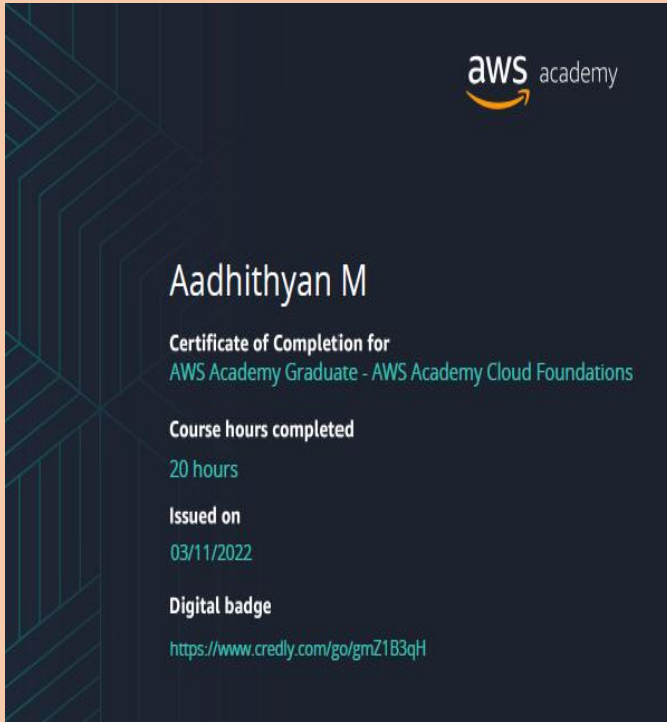 aws academy
Aadhithyan M
Certificate of Completion for
AWS Academy Graduate - AWS Academy Cloud Foundations
Course hours completed
20 hours
Issued on
03/11/2022
Digital badge
https://www.credly.com/go/gmZ1B3qH